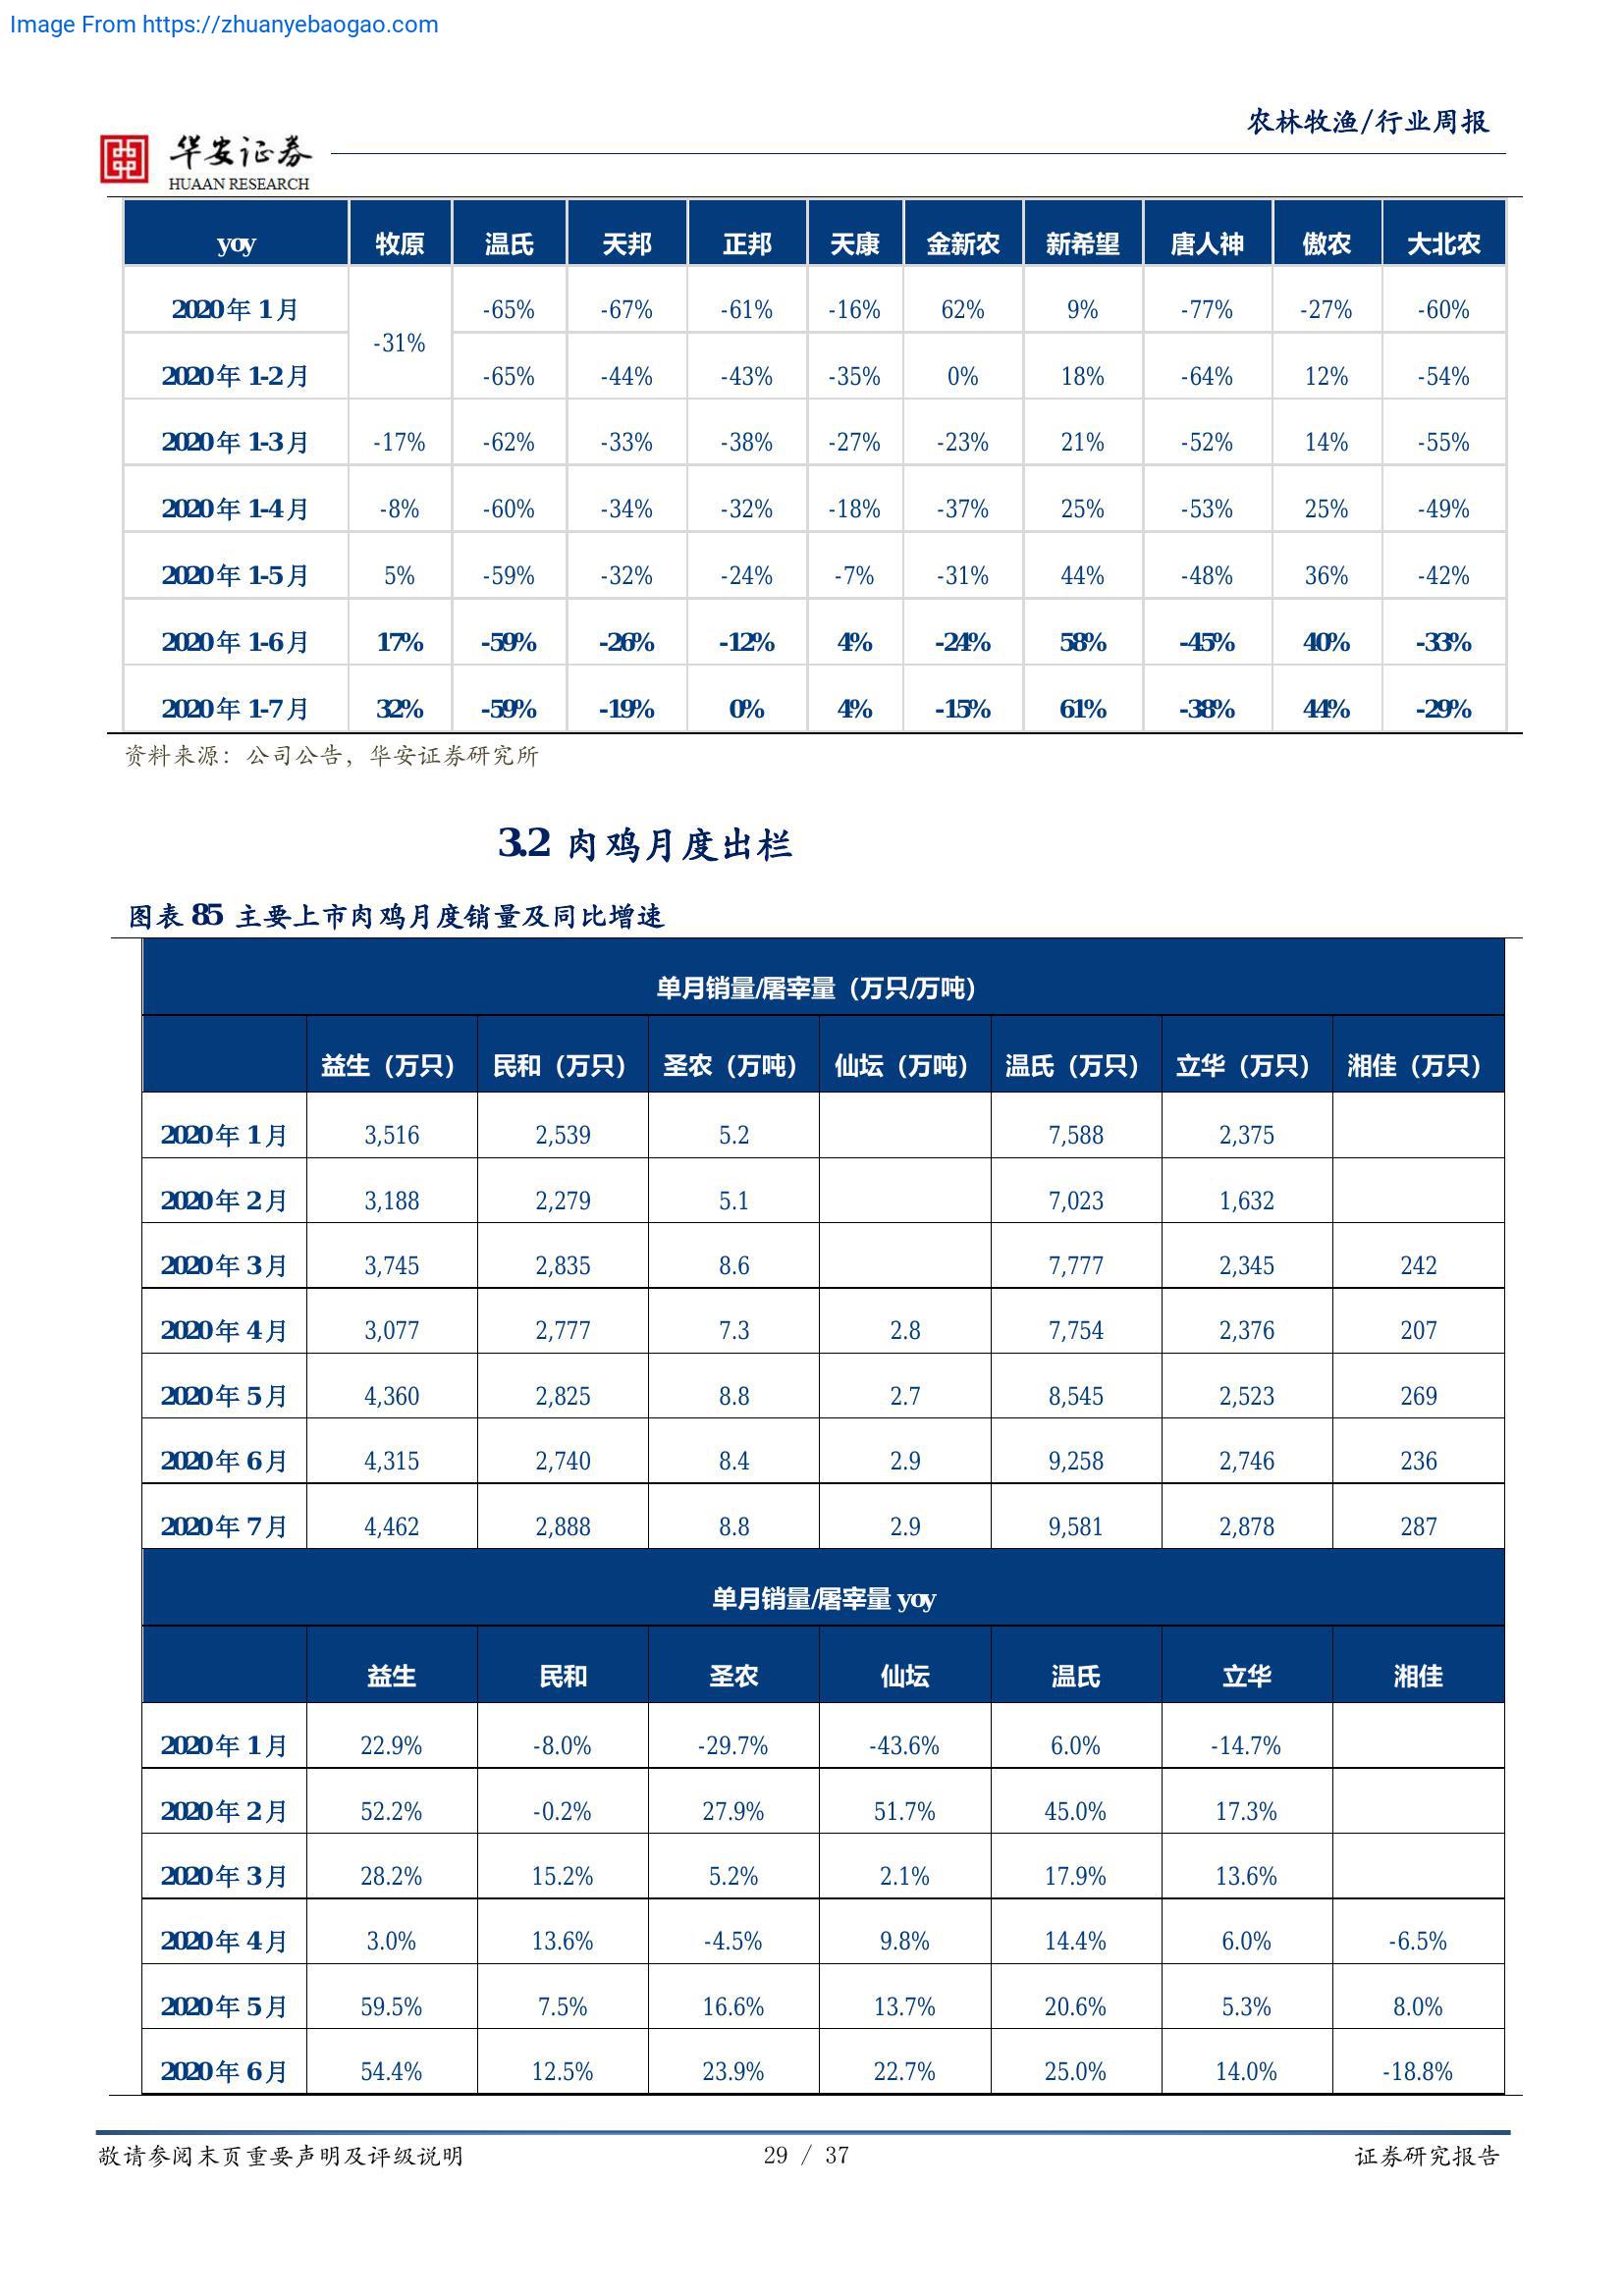 Image From https://zhuanyebaogao.com
农林牧渔/行业周报
华安证券
HUAAN RESEARCH
yoy 牧原 温氏 天邦 正邦 天康 金新农 新希望 唐人神 傲农 大北农
2020年1月 -31% -65% -67% -61% -16% 62% 9% -77% -27% -60%
2020年1-2月 -65% -44% -43% -35% 0% 18% -64% 12% -54%
2020年1-3月 -17% -62% -33% -38% -27% -23% 21% -52% 14% -55%
2020年1-4月 -8% -60% -34% -32% -18% -37% 25% -53% 25% -49%
2020年1-5月 5% -59% -32% -24% -7% -31% 44% -48% 36% -42%
2020年1-6月 17% -59% -26% -12% 4% -24% 58% -45% 40% -33%
2020年1-7月 32% -59% -19% 0% 4% -15% 61% -38% 44% -29%
资料来源：公司公告，华安证券研究所
3.2 肉鸡月度出栏
图表85 主要上市肉鸡月度销量及同比增速
单月销量/屠宰量（万只/万吨）
益生（万只） 民和（万只） 圣农（万吨） 仙坛（万吨） 温氏（万只） 立华（万只） 湘佳（万只）
2020年1月 3,516 2,539 5.2 7,588 2,375
2020年2月 3,188 2,279 5.1 7,023 1,632
2020年3月 3,745 2,835 8.6 7,777 2,345 242
2020年4月 3,077 2,777 7.3 2.8 7,754 2,376 207
2020年5月 4,360 2,825 8.8 2.7 8,545 2,523 269
2020年6月 4,315 2,740 8.4 2.9 9,258 2,746 236
2020年7月 4,462 2,888 8.8 2.9 9,581 2,878 287
单月销量/屠宰量yoy
益生 民和 圣农 仙坛 温氏 立华 湘佳
2020年1月 22.9% -8.0% -29.7% -43.6% 6.0% -14.7%
2020年2月 52.2% -0.2% 27.9% 51.7% 45.0% 17.3%
2020年3月 28.2% 15.2% 5.2% 2.1% 17.9% 13.6%
2020年4月 3.0% 13.6% -4.5% 9.8% 14.4% 6.0% -6.5%
2020年5月 59.5% 7.5% 16.6% 13.7% 20.6% 5.3% 8.0%
2020年6月 54.4% 12.5% 23.9% 22.7% 25.0% 14.0% -18.8%
敬请参阅末页重要声明及评级说明 29 / 37 证券研究报告